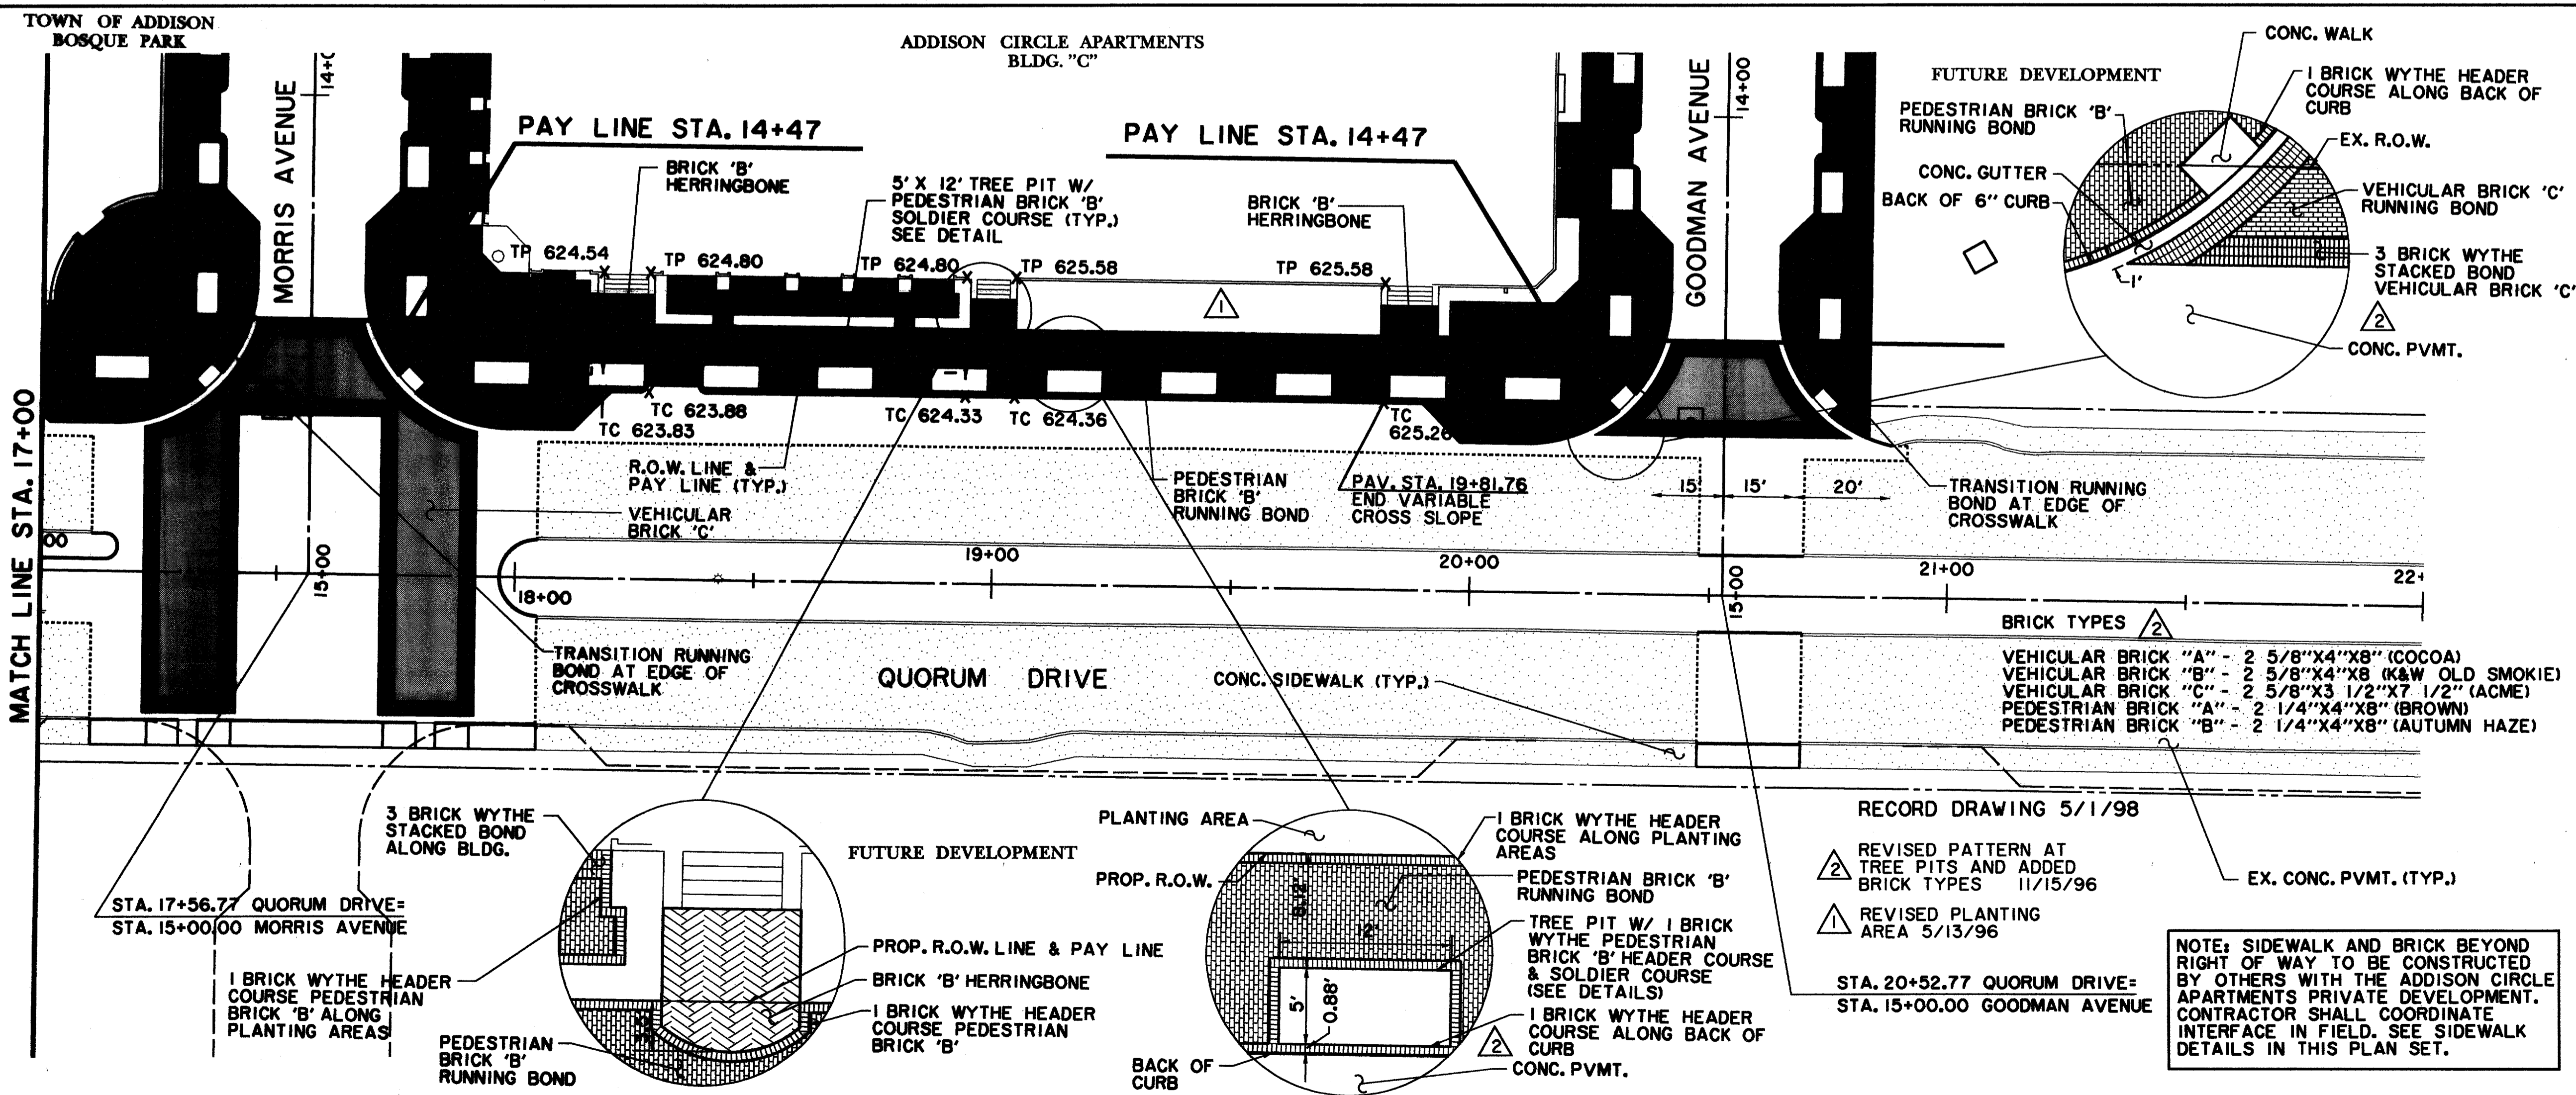 TOWN OF ADDISON
BOSQUE PARK
ADDISON CIRCLE APARTMENTS
BLDG. "C"
MORRIS AVENUE
GOODMAN AVENUE
14+00
PAY LINE STA. 14+47
PAY LINE STA. 14+47
BRICK 'B'
HERRINGBONE
5' X 12' TREE PIT W/
PEDESTRIAN BRICK 'B'
SOLDIER COURSE (TYP.)
SEE DETAIL
BRICK 'B'
HERRINGBONE
TP 624.54
TP 624.80
TP 624.80
TP 625.58
TP 625.58
1
FUTURE DEVELOPMENT
CONC. WALK
1 BRICK WYTHE HEADER
COURSE ALONG BACK OF
CURB
PEDESTRIAN BRICK 'B'
RUNNING BOND
EX. R.O.W.
CONC. GUTTER
BACK OF 6" CURB
VEHICULAR BRICK 'C'
RUNNING BOND
3 BRICK WYTHE
STACKED BOND
VEHICULAR BRICK 'C'
1'
2
CONC. PVMT.
MATCH LINE STA. 17+00
TC 623.88
TC 623.83
TC 624.33
TC 624.36
TC
625.26
R.O.W. LINE &
PAY LINE (TYP.)
VEHICULAR
BRICK 'C'
PEDESTRIAN
BRICK 'B'
RUNNING BOND
PAV. STA. 19+81.76
END VARIABLE
CROSS SLOPE
15'
15'
20'
TRANSITION RUNNING
BOND AT EDGE OF
CROSSWALK
00
15+00
18+00
19+00
20+00
15+00
21+00
22+
TRANSITION RUNNING
BOND AT EDGE OF
CROSSWALK
QUORUM DRIVE
CONC. SIDEWALK (TYP.)
BRICK TYPES
2
VEHICULAR BRICK "A" - 2 5/8"X4"X8" (COCOA)
VEHICULAR BRICK "B" - 2 5/8"X4"X8 (K&W OLD SMOKIE)
VEHICULAR BRICK "C" - 2 5/8"X3 1/2"X7 1/2" (ACME)
PEDESTRIAN BRICK "A" - 2 1/4"X4"X8" (BROWN)
PEDESTRIAN BRICK "B" - 2 1/4"X4"X8" (AUTUMN HAZE)
3 BRICK WYTHE
STACKED BOND
ALONG BLDG.
FUTURE DEVELOPMENT
STA. 17+56.77 QUORUM DRIVE=
STA. 15+00.00 MORRIS AVENUE
1 BRICK WYTHE HEADER
COURSE PEDESTRIAN
BRICK 'B' ALONG
PLANTING AREAS
PEDESTRIAN
BRICK 'B'
RUNNING BOND
PROP. R.O.W. LINE & PAY LINE
BRICK 'B' HERRINGBONE
1 BRICK WYTHE HEADER
COURSE PEDESTRIAN
BRICK 'B'
PLANTING AREA
PROP. R.O.W.
12'
5'
0.88'
BACK OF
CURB
1 BRICK WYTHE HEADER
COURSE ALONG PLANTING
AREAS
PEDESTRIAN BRICK 'B'
RUNNING BOND
TREE PIT W/ 1 BRICK
WYTHE PEDESTRIAN
BRICK 'B' HEADER COURSE
& SOLDIER COURSE
(SEE DETAILS)
1 BRICK WYTHE HEADER
COURSE ALONG BACK OF
CURB
2
CONC. PVMT.
RECORD DRAWING 5/1/98
2
REVISED PATTERN AT
TREE PITS AND ADDED
BRICK TYPES 11/15/96
1
REVISED PLANTING
AREA 5/13/96
EX. CONC. PVMT. (TYP.)
STA. 20+52.77 QUORUM DRIVE=
STA. 15+00.00 GOODMAN AVENUE
NOTE: SIDEWALK AND BRICK BEYOND
RIGHT OF WAY TO BE CONSTRUCTED
BY OTHERS WITH THE ADDISON CIRCLE
APARTMENTS PRIVATE DEVELOPMENT.
CONTRACTOR SHALL COORDINATE
INTERFACE IN FIELD. SEE SIDEWALK
DETAILS IN THIS PLAN SET.